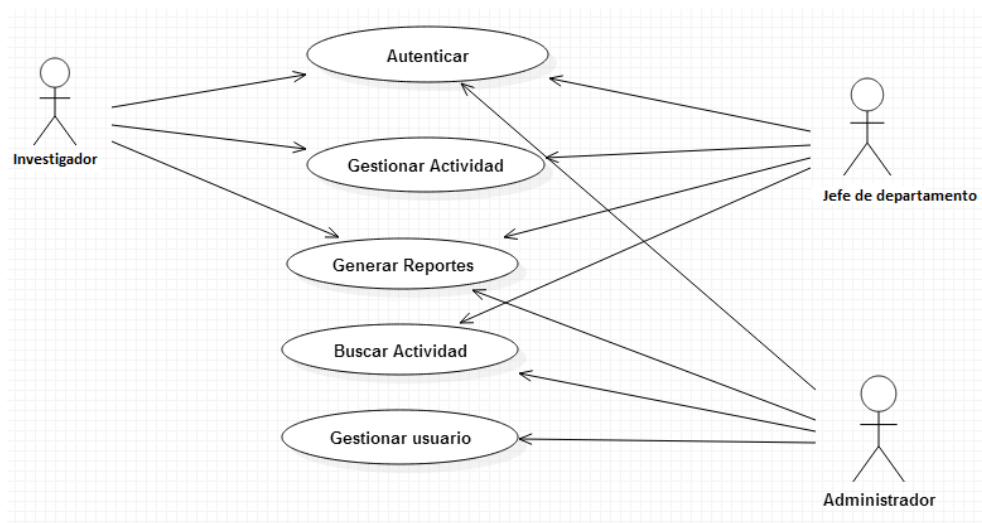 Autenticar
Investigador
Gestionar Actividad
Jefe de departamento
Generar Reportes
Buscar Actividad
Gestionar usuario
Administrador